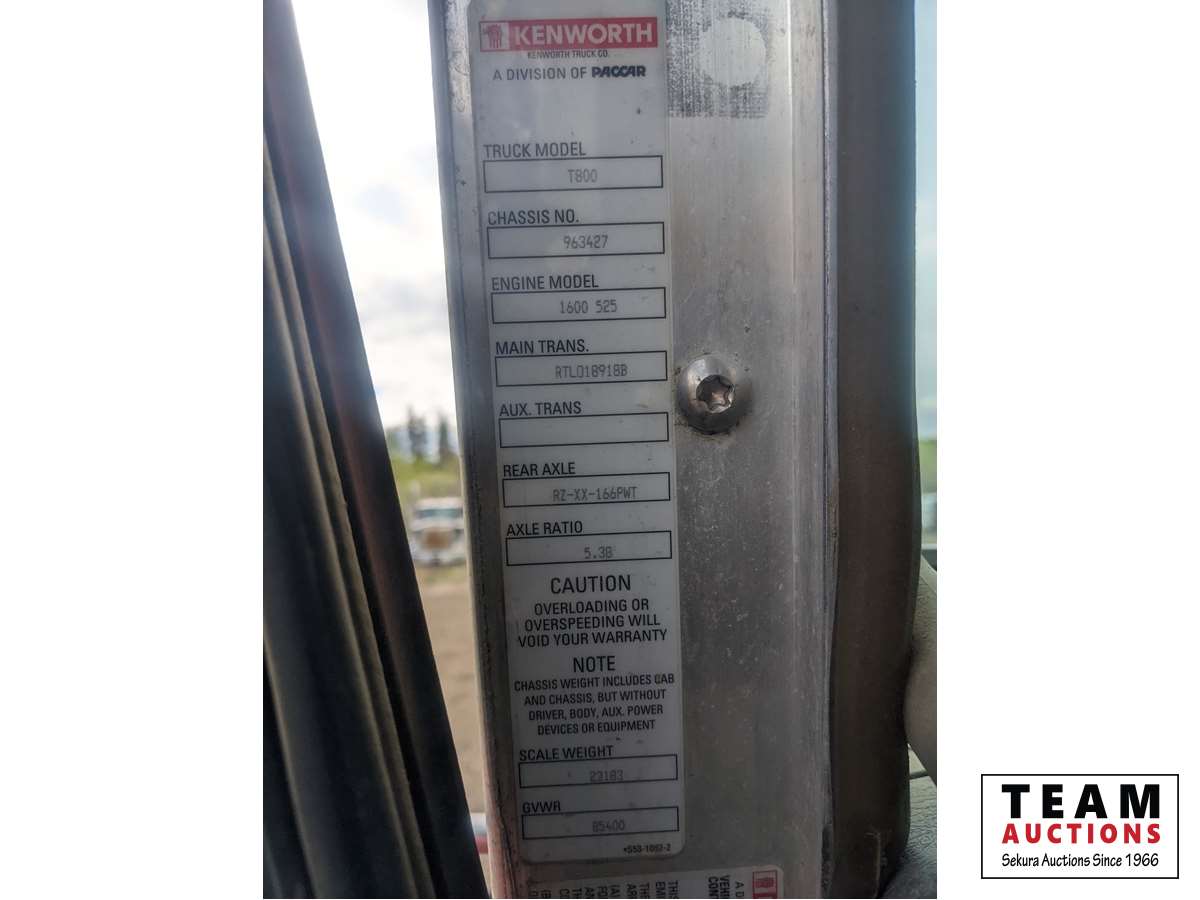 KENWORTH
KENWORTH TRUCK CO.
A DIVISION OF PACCAR
TRUCK MODEL
T800
CHASSIS NO.
963427
ENGINE MODEL
1600 525
MAIN TRANS.
RTLO18918B
AUX. TRANS
REAR AXLE
RZ-XX-166PWT
AXLE RATIO
5.38
CAUTION
OVERLOADING OR
OVERSPEEDING WILL
VOID YOUR WARRANTY
NOTE
CHASSIS WEIGHT INCLUDES CAB
AND CHASSIS, BUT WITHOUT
DRIVER, BODY, AUX. POWER
DEVICES OR EQUIPMENT
SCALE WEIGHT
23183
GVWR
85400
TEAM
AUCTIONS
Sekura Auctions Since 1966